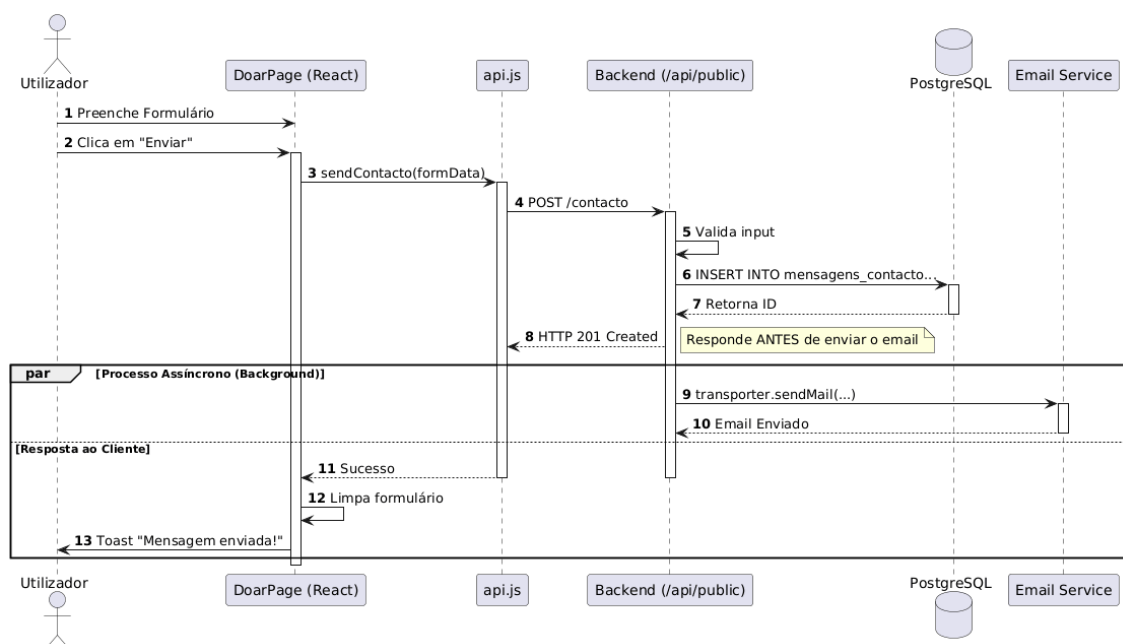 Utilizador
DoarPage (React)
api.js
Backend (/api/public)
PostgreSQL
Email Service
1 Preenche Formulário
2 Clica em "Enviar"
3 sendContacto(formData)
4 POST /contacto
5 Valida input
6 INSERT INTO mensagens_contacto...
7 Retorna ID
8 HTTP 201 Created
Responde ANTES de enviar o email
par [Processo Assíncrono (Background)]
9 transporter.sendMail(...)
10 Email Enviado
[Resposta ao Cliente]
11 Sucesso
12 Limpa formulário
13 Toast "Mensagem enviada!"
Utilizador
DoarPage (React)
api.js
Backend (/api/public)
PostgreSQL
Email Service